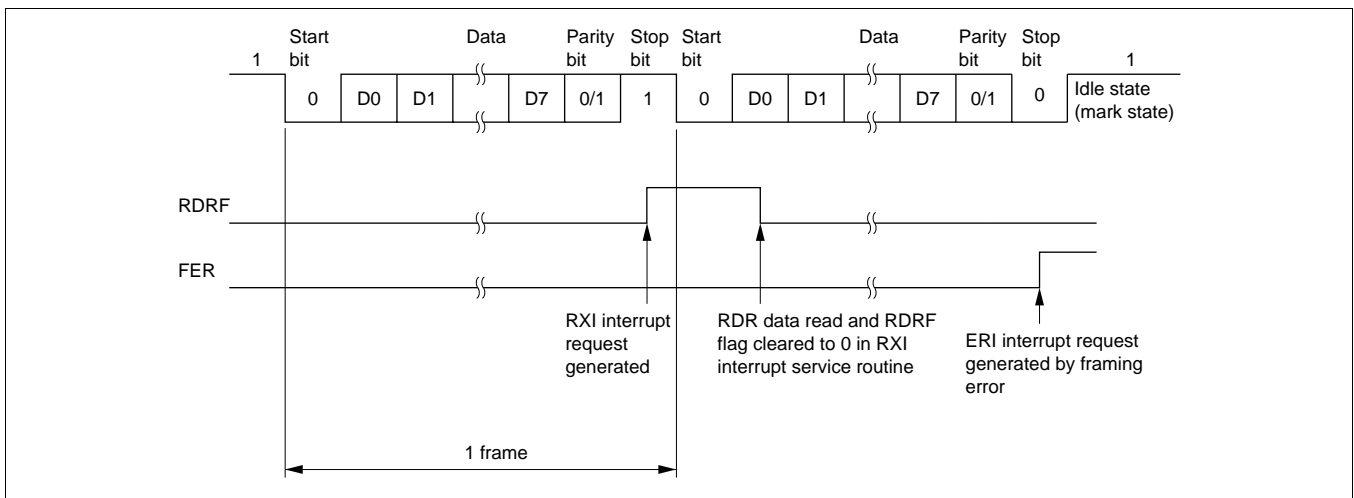 Start Data Parity Stop Start Data Parity Stop
1 bit bit bit bit bit bit 1
0 D0 D1 D7 0/1 1 0 D0 D1 D7 0/1 0 Idle state
(mark state)
RDRF
FER
RXI interrupt
request
generated
RDR data read and RDRF
flag cleared to 0 in RXI
interrupt service routine
ERI interrupt request
generated by framing
error
1 frame